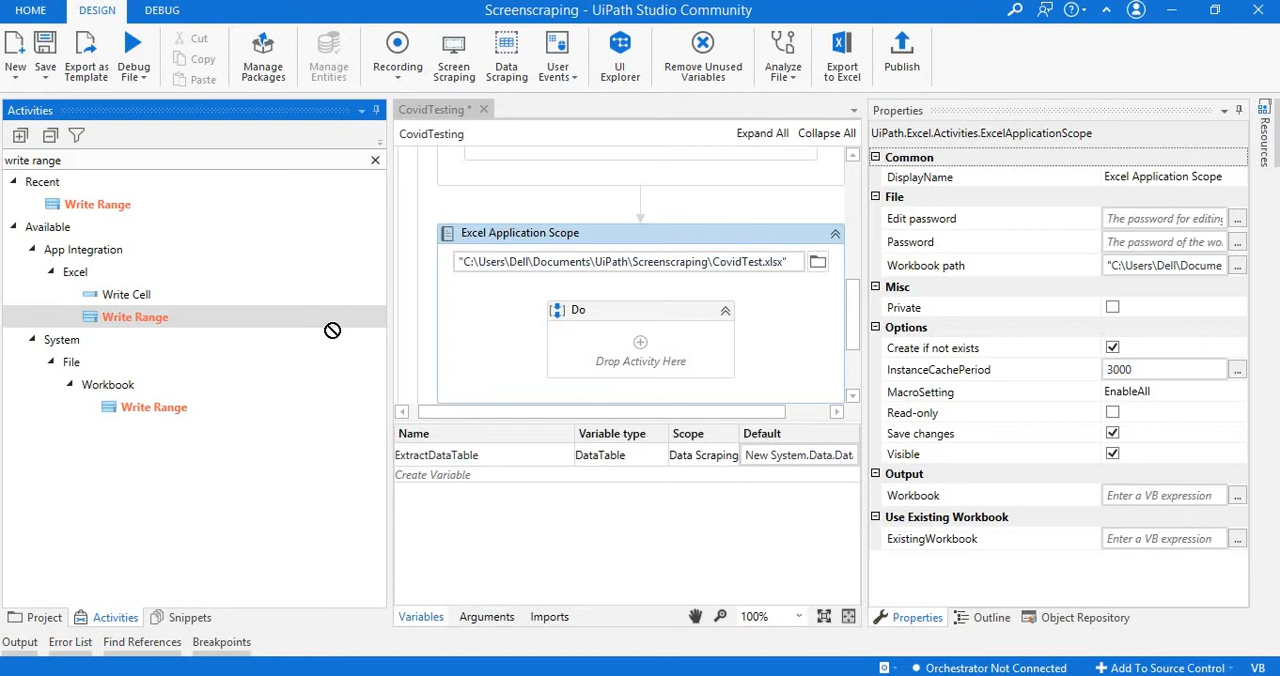 HOME DESIGN DEBUG Screenscraping - UiPath Studio Community
New Save Export as Template Debug File Cut Copy Paste Manage Packages Manage Entities Recording Screen Scraping Data Scraping User Events UI Explorer Remove Unused Variables Analyze File Export to Excel Publish
Activities
write range
Recent
Write Range
Available
App Integration
Excel
Write Cell
Write Range
System
File
Workbook
Write Range
Project Activities Snippets
CovidTesting *
CovidTesting Expand All Collapse All
Excel Application Scope
"C:\Users\Dell\Documents\UiPath\Screenscraping\CovidTest.xlsx"
Do
Drop Activity Here
Name Variable type Scope Default
ExtractDataTable DataTable Data Scraping New System.Data.Dat
Create Variable
Variables Arguments Imports 100%
Properties
UiPath.Excel.Activities.ExcelApplicationScope
Common
DisplayName Excel Application Scope
File
Edit password The password for editing ...
Password The password of the wo ...
Workbook path "C:\Users\Dell\Docume ...
Misc
Private
Options
Create if not exists
InstanceCachePeriod 3000 ...
MacroSetting EnableAll
Read-only
Save changes
Visible
Output
Workbook Enter a VB expression ...
Use Existing Workbook
ExistingWorkbook Enter a VB expression ...
Properties Outline Object Repository
Resources
Output Error List Find References Breakpoints
Orchestrator Not Connected Add To Source Control VB